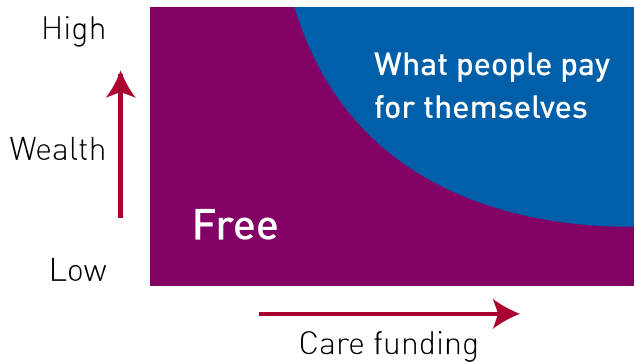 High
What people pay
for themselves
Wealth
Free
Low
Care funding